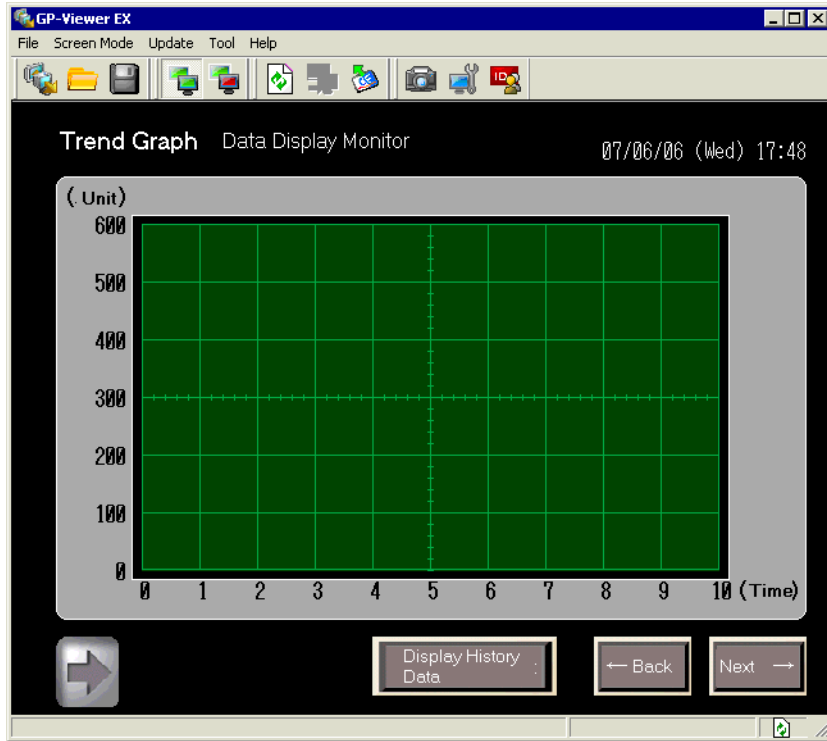 GP-Viewer EX
File Screen Mode Update Tool Help
ID
Trend Graph Data Display Monitor
07/06/06 (Wed) 17:48
(. Unit)
600
500
400
300
200
100
0
0 1 2 3 4 5 6 7 8 9 10 (Time)
Display History :
Data
← Back
Next →